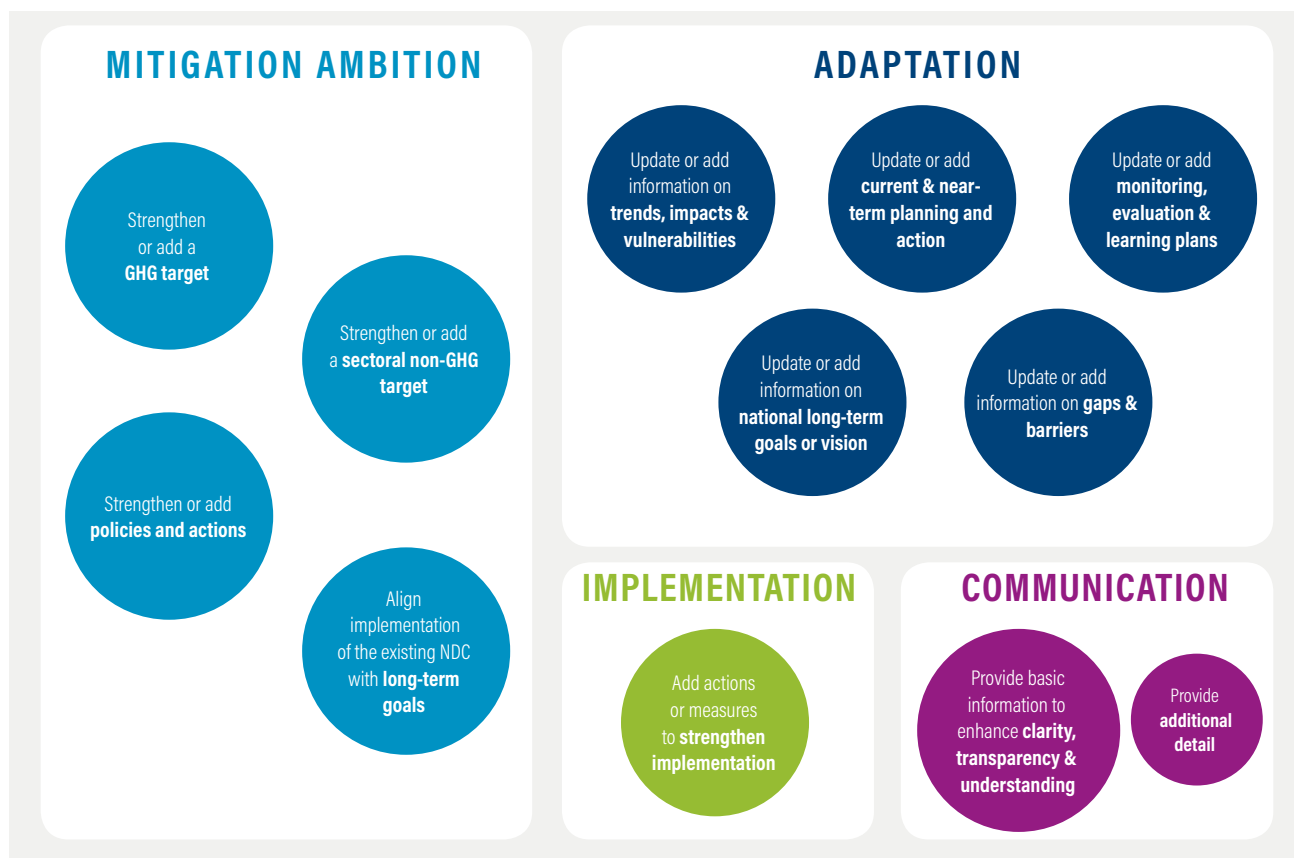 MITIGATION AMBITION
Strengthen
or add a
GHG target
Strengthen or add
a sectoral non-GHG
target
Strengthen or add
policies and actions
Align
implementation
of the existing NDC
with long-term
goals
ADAPTATION
Update or add
information on
trends, impacts &
vulnerabilities
Update or add
current & near-
term planning and
action
Update or add
monitoring,
evaluation &
learning plans
Update or add
information on
national long-term
goals or vision
Update or add
information on gaps &
barriers
IMPLEMENTATION
Add actions
or measures
to strengthen
implementation
COMMUNICATION
Provide basic
information to
enhance clarity,
transparency &
understanding
Provide
additional
detail